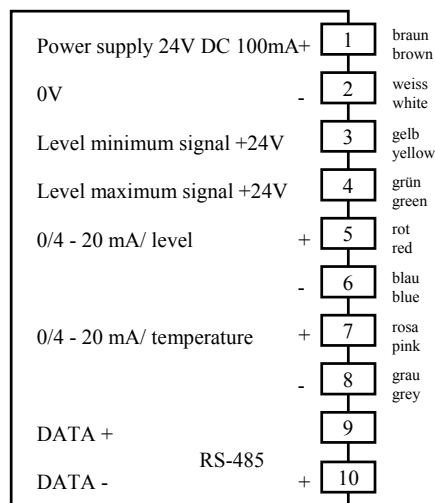 Power supply 24V DC 100mA+ 1 braun
brown
0V - 2 weiss
white
Level minimum signal +24V 3 gelb
yellow
Level maximum signal +24V 4 grün
green
0/4 - 20 mA/ level + 5 rot
red
- 6 blau
blue
0/4 - 20 mA/ temperature + 7 rosa
pink
- 8 grau
grey
DATA + 9
RS-485
DATA - + 10